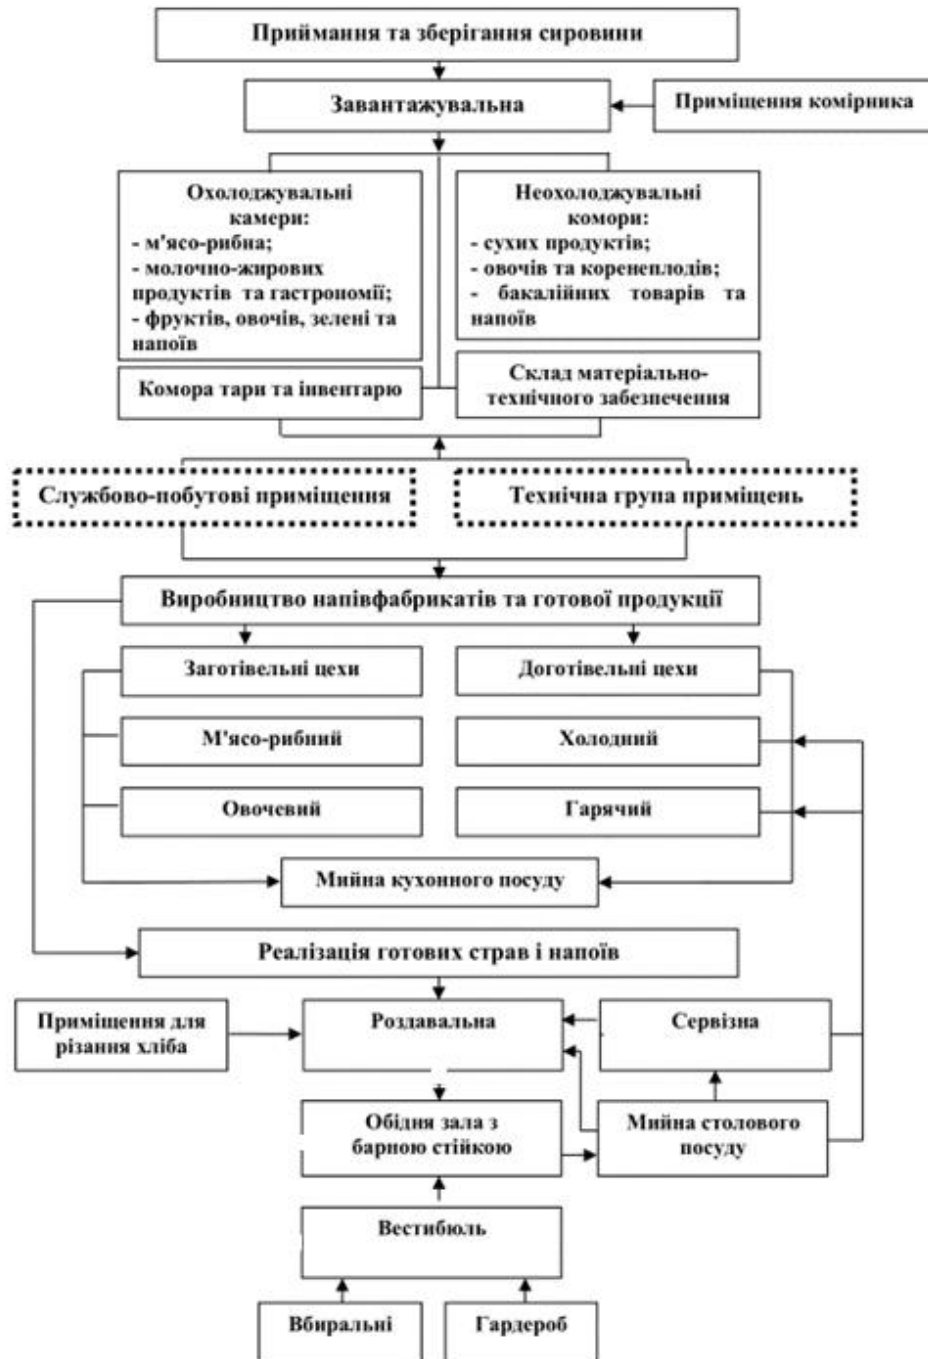 Приймання та зберігання сировини
Завантажувальна
Приміщення комірника
Охолоджувальні
камери:
- м'ясо-рибна;
- молочно-жирових
продуктів та гастрономії;
- фруктів, овочів, зелені та
напоїв
Неохолоджувальні
комори:
- сухих продуктів;
- овочів та коренеплодів;
- бакалійних товарів та
напоїв
Комора тари та інвентарю
Склад матеріально-
технічного забезпечення
Службово-побутові приміщення
Технічна група приміщень
Виробництво напівфабрикатів та готової продукції
Заготівельні цехи
Доготівельні цехи
М'ясо-рибний
Холодний
Овочевий
Гарячий
Мийна кухонного посуду
Реалізація готових страв і напоїв
Приміщення для
різання хліба
Роздавальна
Сервізна
Обідня зала з
барною стійкою
Мийна столового
посуду
Вестибюль
Вбиральні
Гардероб